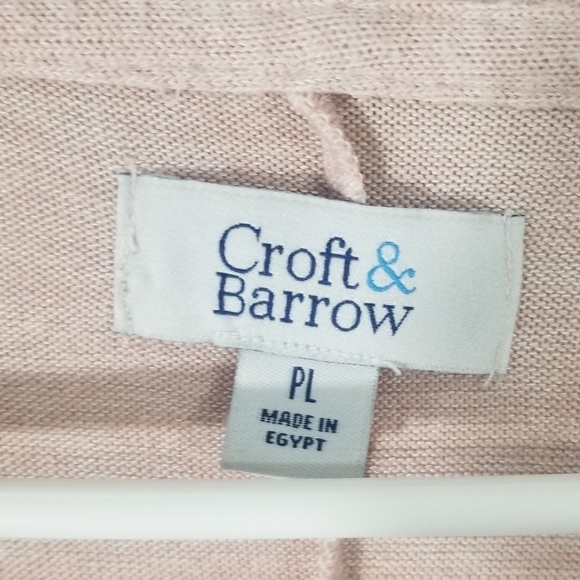 Croft &
Barrow
PL
MADE IN
EGYPT